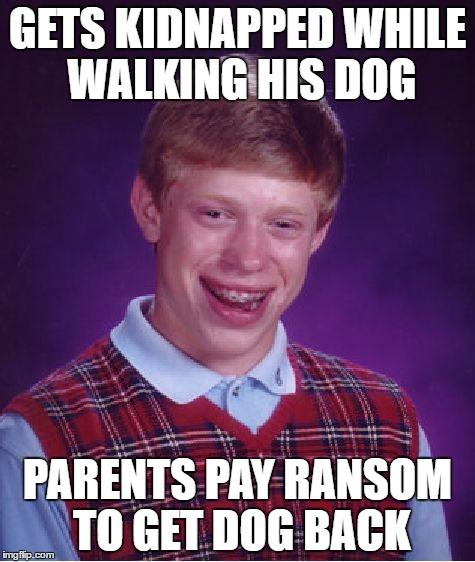 GETS KIDNAPPED WHILE
WALKING HIS DOG
PARENTS PAY RANSOM
TO GET DOG BACK
imgflip.com